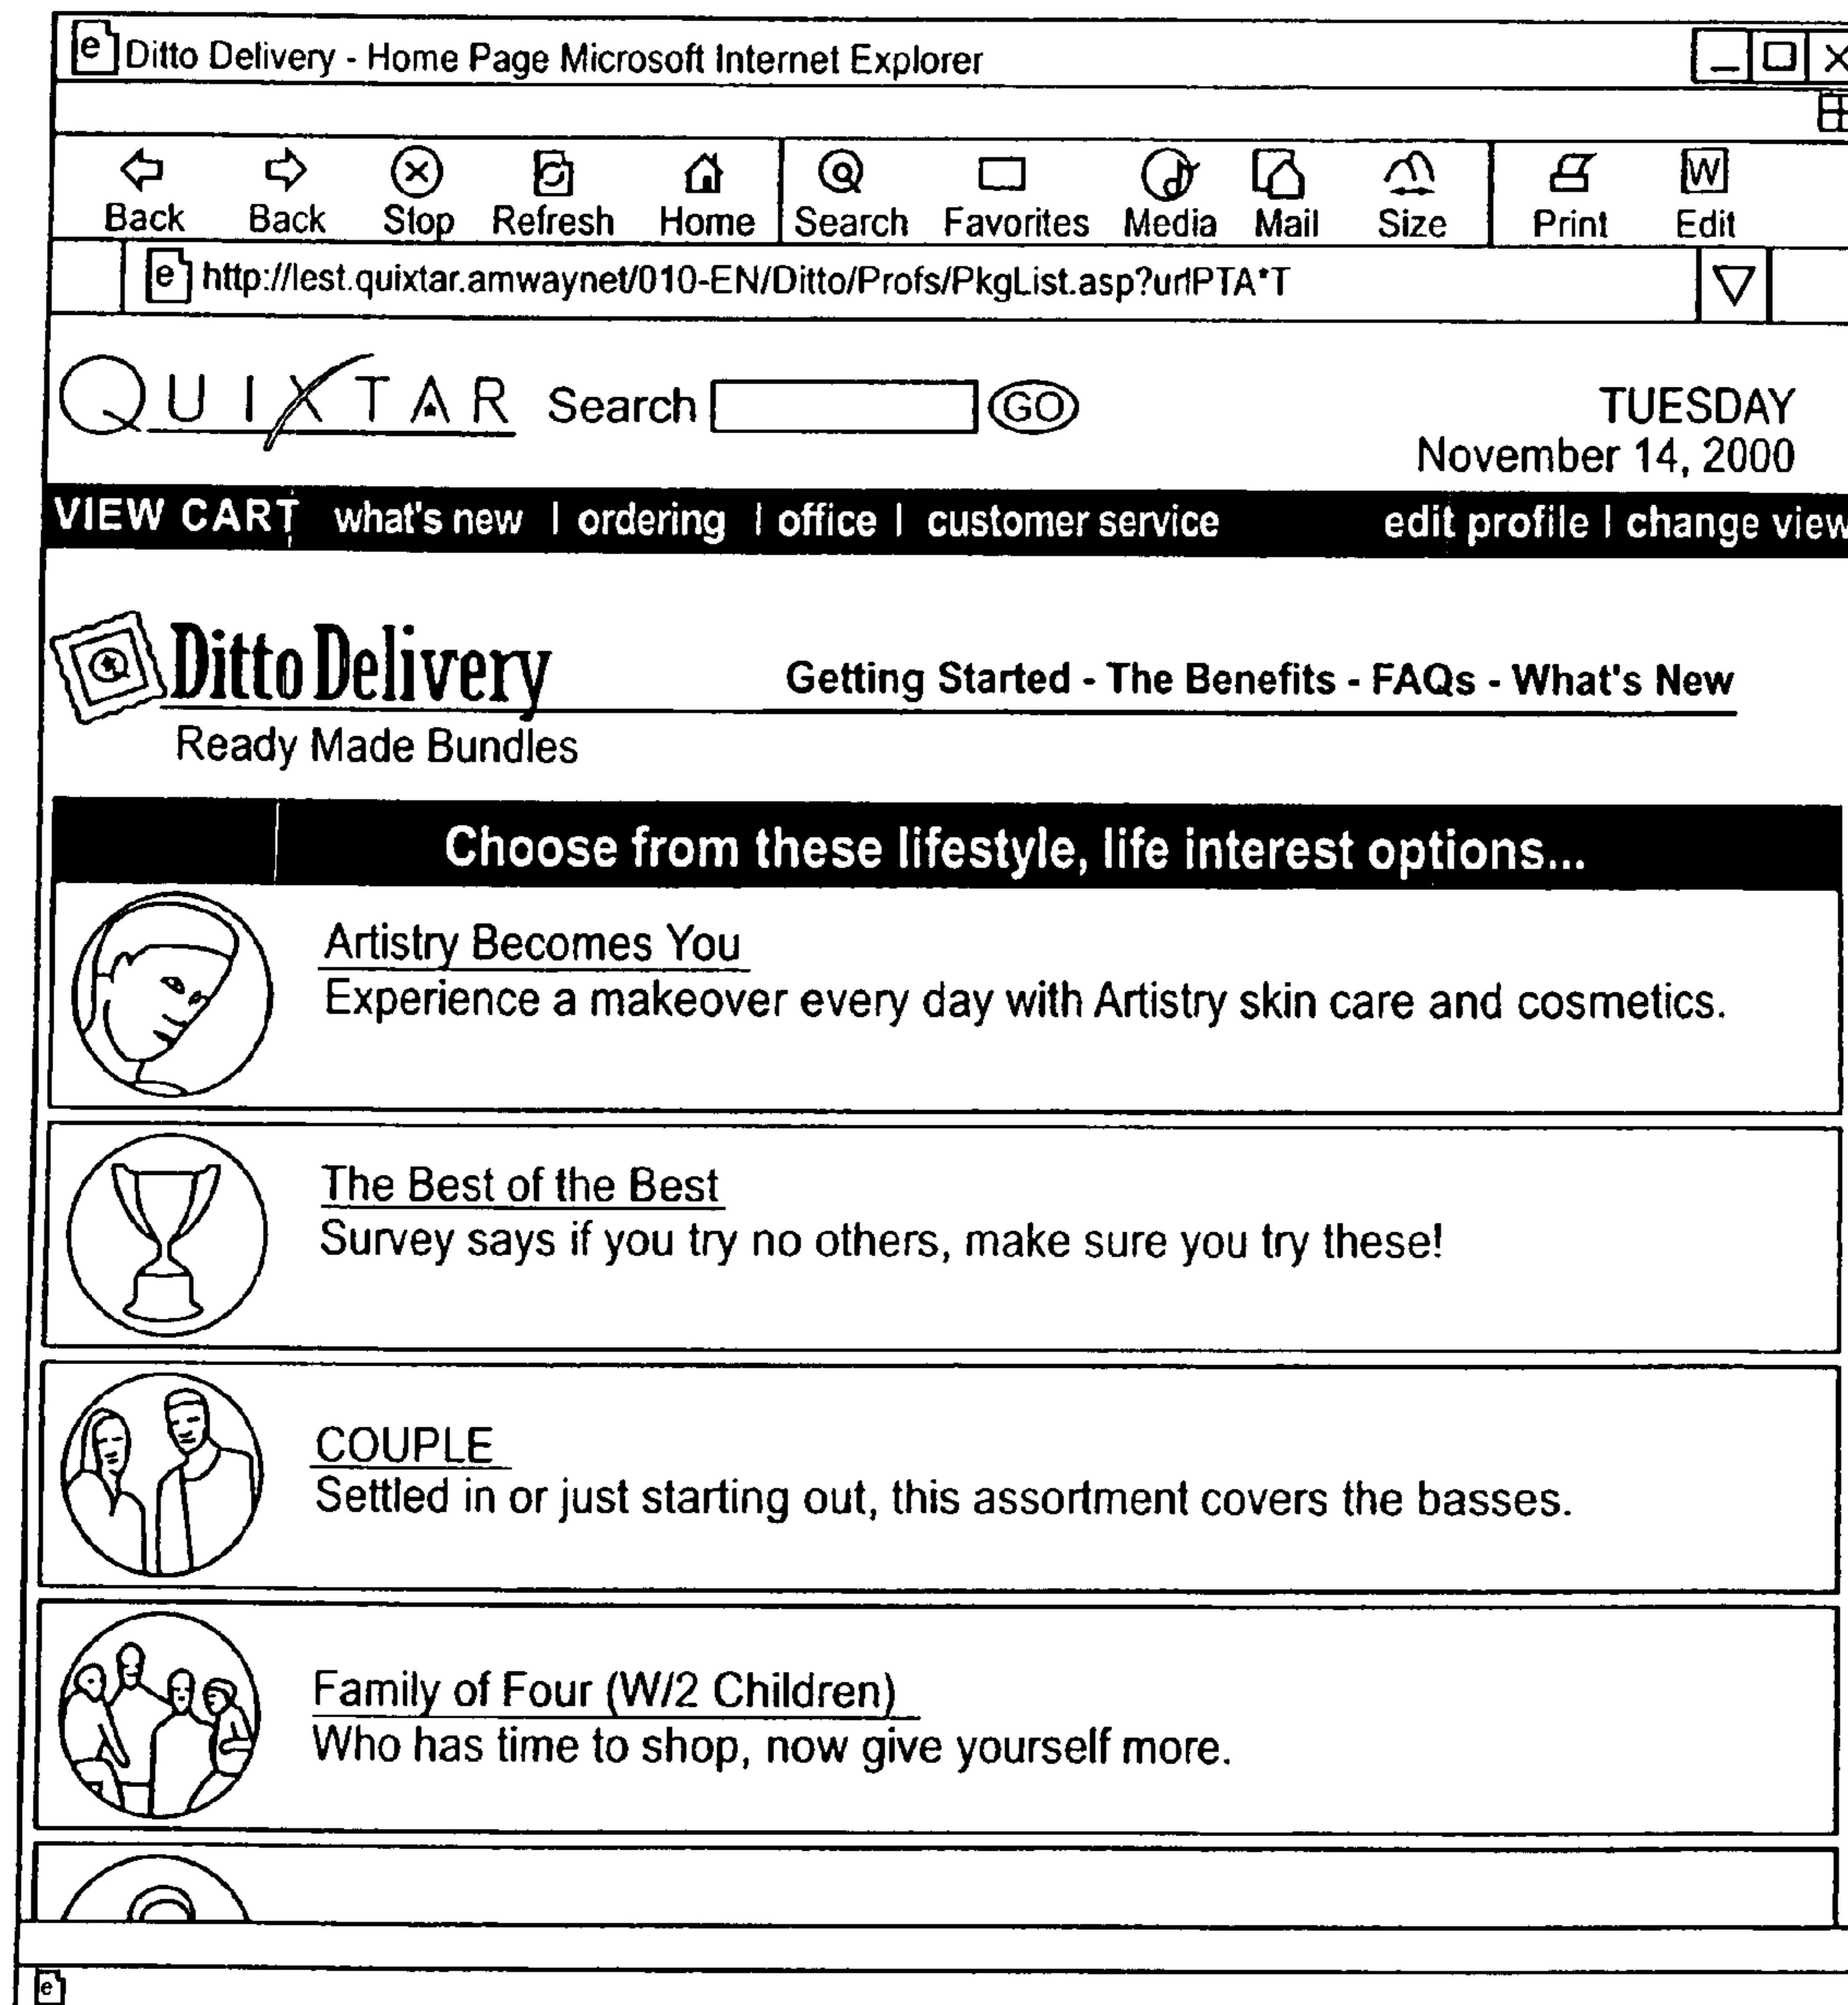 Ditto Delivery - Home Page Microsoft Internet Explorer
Back Back Stop Refresh Home Search Favorites Media Mail Size Print Edit
http://lest.quixtar.amwaynet/010-EN/Ditto/Profs/PkgList.asp?urlPTA*T
QUIXTAR Search GO
TUESDAY
November 14, 2000
VIEW CART what's new | ordering | office | customer service edit profile | change view
Ditto Delivery
Getting Started - The Benefits - FAQs - What's New
Ready Made Bundles
Choose from these lifestyle, life interest options...
Artistry Becomes You
Experience a makeover every day with Artistry skin care and cosmetics.
The Best of the Best
Survey says if you try no others, make sure you try these!
COUPLE
Settled in or just starting out, this assortment covers the basses.
Family of Four (W/2 Children)
Who has time to shop, now give yourself more.